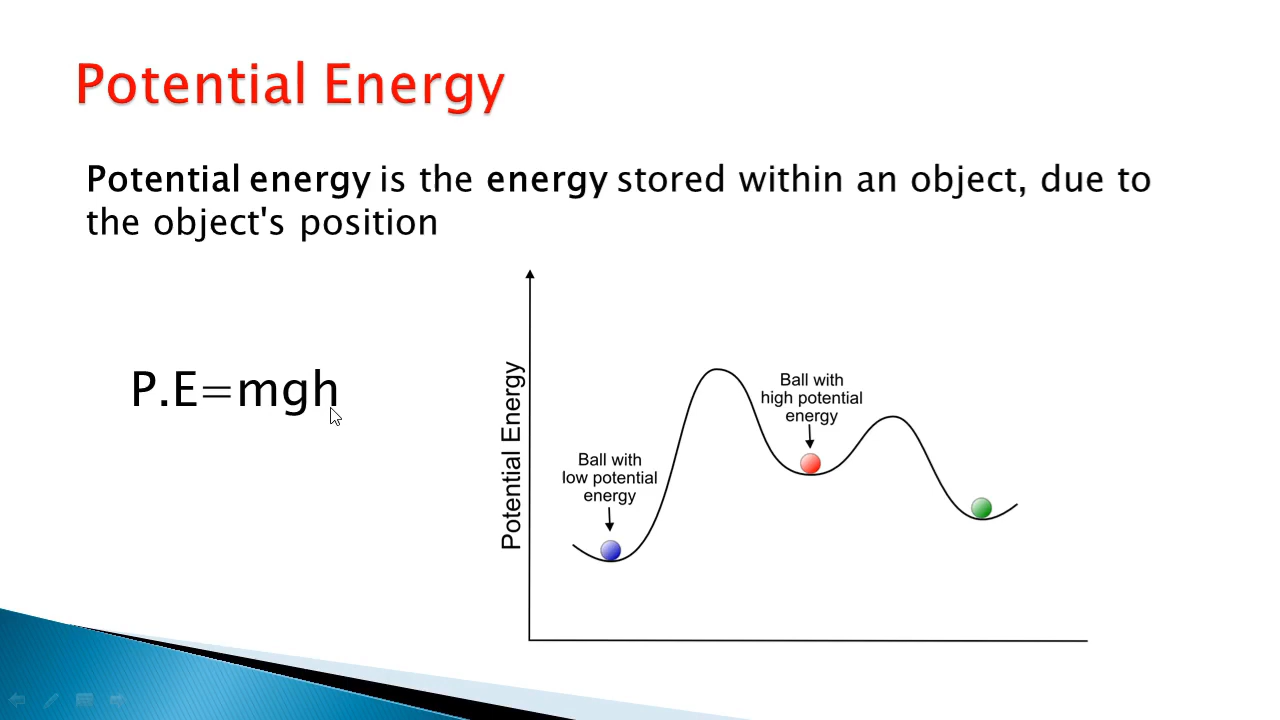 Potential Energy
Potential energy is the energy stored within an object, due to
the object's position
P.E=mgh
Potential Energy
Ball with
low potential
energy
Ball with
high potential
energy